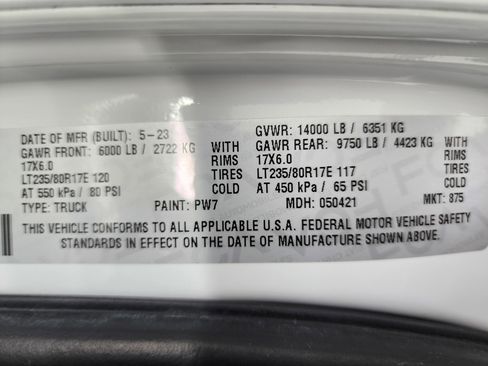 DATE OF MFR (BUILT): 5-23 GVWR: 14000 LB / 6351 KG
GAWR FRONT: 6000 LB / 2722 KG WITH GAWR REAR: 9750 LB / 4423 KG WITH
17X6.0 RIMS 17X6.0 RIMS
LT235/80R17E 120 TIRES LT235/80R17E 117 TIRES
AT 550 kPa / 80 PSI COLD AT 450 kPa / 65 PSI COLD
TYPE: TRUCK PAINT: PW7 MDH: 050421 MKT: 875
THIS VEHICLE CONFORMS TO ALL APPLICABLE U.S.A. FEDERAL MOTOR VEHICLE SAFETY
STANDARDS IN EFFECT ON THE DATE OF MANUFACTURE SHOWN ABOVE.